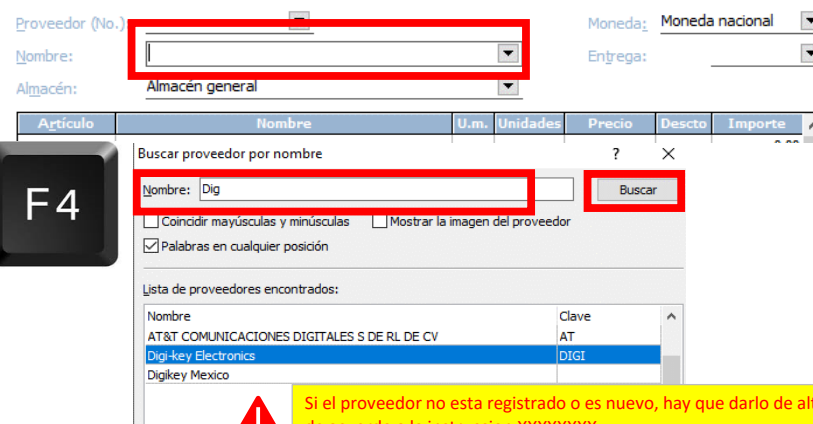 Proveedor (No.)
Moneda: Moneda nacional
Nombre:
Entrega:
Almacén: Almacén general
Artículo Nombre U.m. Unidades Precio Descto Importe
Buscar proveedor por nombre ? X
F4
Nombre: Dig Buscar
Coincidir mayúsculas y minúsculas Mostrar la imagen del proveedor
Palabras en cualquier posición
Lista de proveedores encontrados:
Nombre Clave
AT&T COMUNICACIONES DIGITALES S DE RL DE CV AT
Digi-key Electronics DIGI
Digikey Mexico
Si el proveedor no esta registrado o es nuevo, hay que darlo de alt